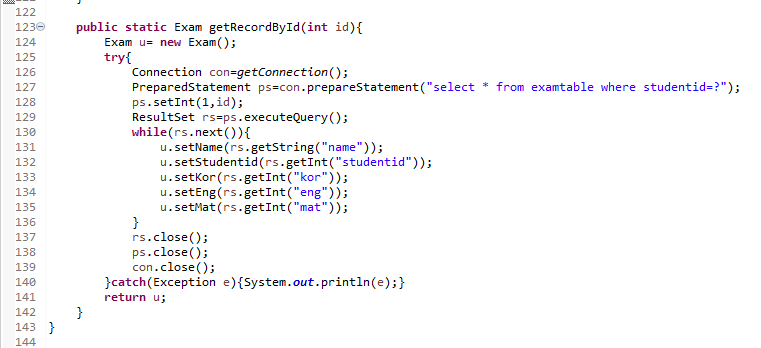 122
123 public static Exam getRecordById(int id){
124 Exam u= new Exam();
125 try{
126 Connection con=getConnection();
127 PreparedStatement ps=con.prepareStatement("select * from examtable where studentid=?");
128 ps.setInt(1,id);
129 ResultSet rs=ps.executeQuery();
130 while(rs.next()){
131 u.setName(rs.getString("name"));
132 u.setStudentid(rs.getInt("studentid"));
133 u.setKor(rs.getInt("kor"));
134 u.setEng(rs.getInt("eng"));
135 u.setMat(rs.getInt("mat"));
136 }
137 rs.close();
138 ps.close();
139 con.close();
140 }catch(Exception e){System.out.println(e);}
141 return u;
142 }
143 }
144